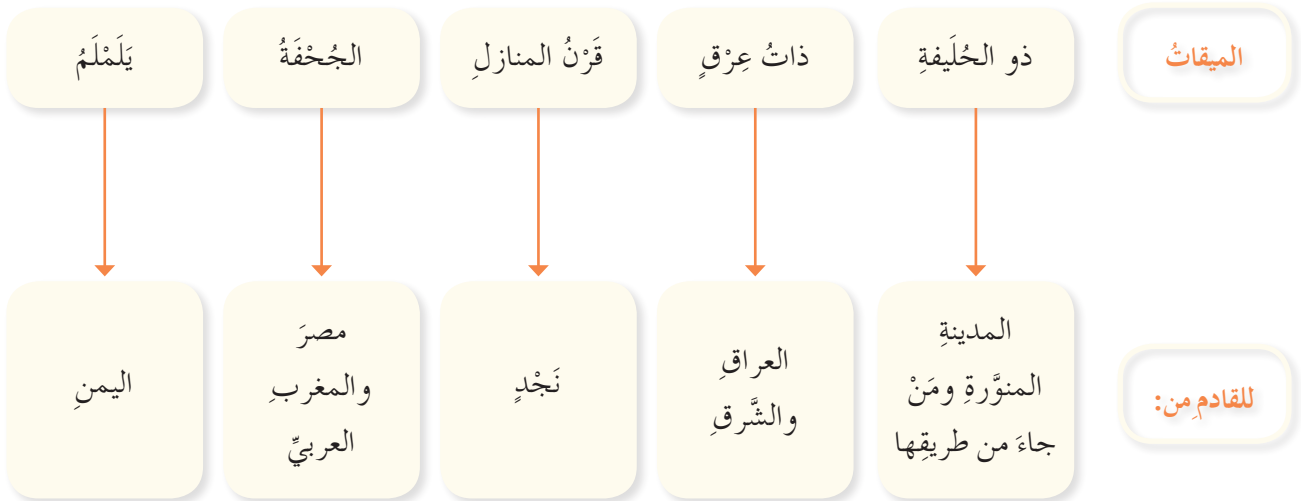 الميقاتُ
ذو الحُلَيفةِ
ذاتُ عِرْقٍ
قَرْنُ المنازلِ
الجُحْفَةُ
يَلَمْلَمُ
للقادمِ من:
المدينةِ
المنوَّرةِ ومَنْ
جاءَ من طريقِها
العراقِ
والشَّرقِ
نَجْدٍ
مصرَ
والمغربِ
العربيِّ
اليمنِ